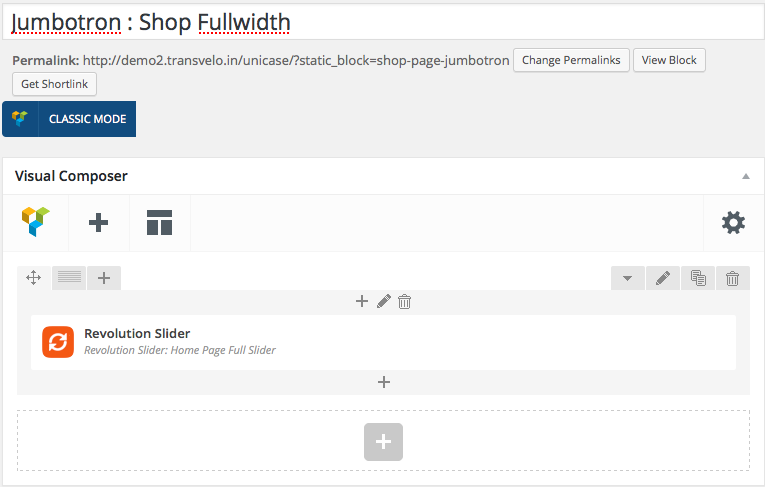 Jumbotron : Shop Fullwidth
Permalink: http://demo2.transvelo.in/unicase/?static_block=shop-page-jumbotron Change Permalinks View Block
Get Shortlink
CLASSIC MODE
Visual Composer
Revolution Slider
Revolution Slider: Home Page Full Slider